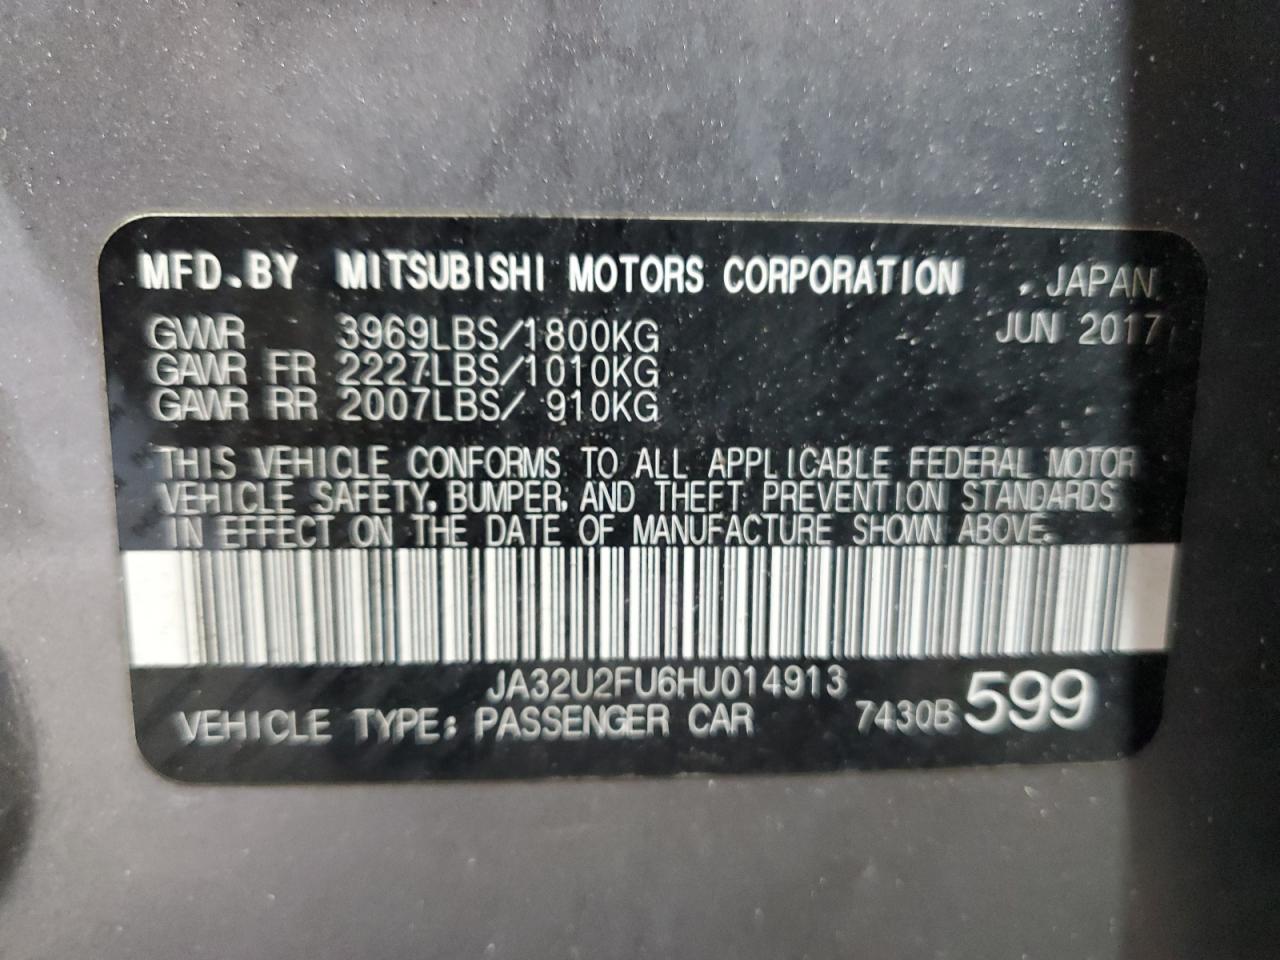 MFD.BY MITSUBISHI MOTORS CORPORATION JAPAN
GVWR 3969LBS/1800KG JUN 2017
GAWR FR 2227LBS/1010KG
GAWR RR 2007LBS/ 910KG
THIS VEHICLE CONFORMS TO ALL APPLICABLE FEDERAL MOTOR
VEHICLE SAFETY, BUMPER, AND THEFT PREVENTION STANDARDS
IN EFFECT ON THE DATE OF MANUFACTURE SHOWN ABOVE.
JA32U2FU6HU014913
VEHICLE TYPE: PASSENGER CAR 7430B 599